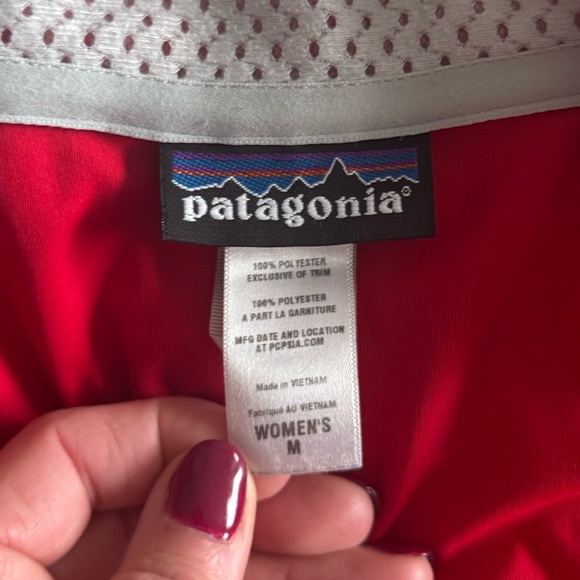 patagonia®
100% POLYESTER
EXCLUSIVE OF TRIM
100% POLYESTER
A PART LA GARNITURE
MFG DATE AND LOCATION
AT PCPSIA.COM
Made in VIETNAM
Fabriqué AU VIETNAM
WOMEN'S
M